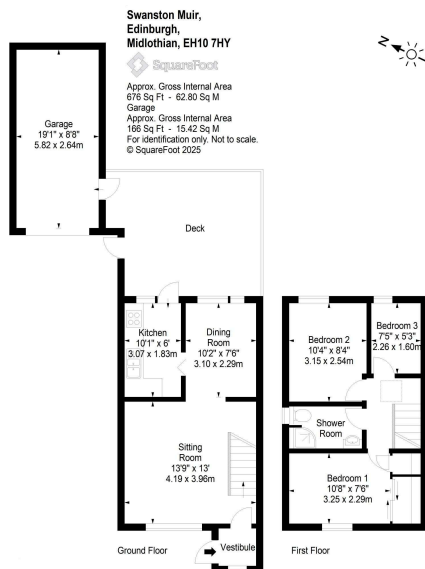 Swanston Muir,
Edinburgh,
Midlothian, EH10 7HY
SquareFoot
Approx. Gross Internal Area
676 Sq Ft - 62.80 Sq M
Garage
Approx. Gross Internal Area
166 Sq Ft - 15.42 Sq M
For identification only. Not to scale.
© SquareFoot 2025
N
Garage
19'1" x 8'8"
5.82 x 2.64m
Deck
Kitchen
10'1" x 6'
3.07 x 1.83m
Dining
Room
10'2" x 7'6"
3.10 x 2.29m
Sitting
Room
13'9" x 13'
4.19 x 3.96m
Vestibule
Ground Floor
Bedroom 2
10'4" x 8'4"
3.15 x 2.54m
Bedroom 3
7'5" x 5'3"
2.26 x 1.60m
Shower
Room
Bedroom 1
10'8" x 7'6"
3.25 x 2.29m
First Floor